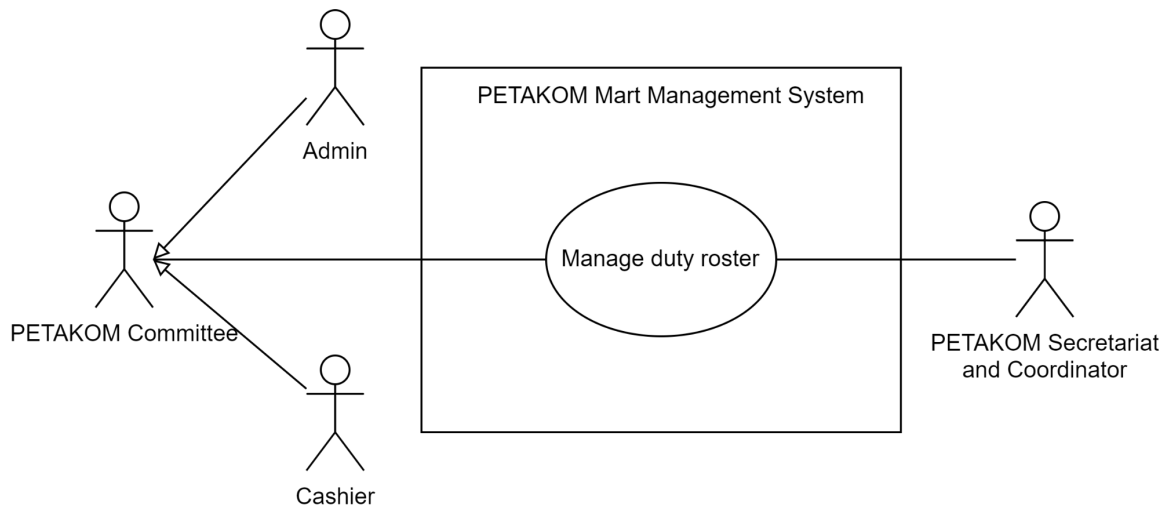 PETAKOM Mart Management System
Admin
Manage duty roster
PETAKOM Committee
PETAKOM Secretariat
and Coordinator
Cashier